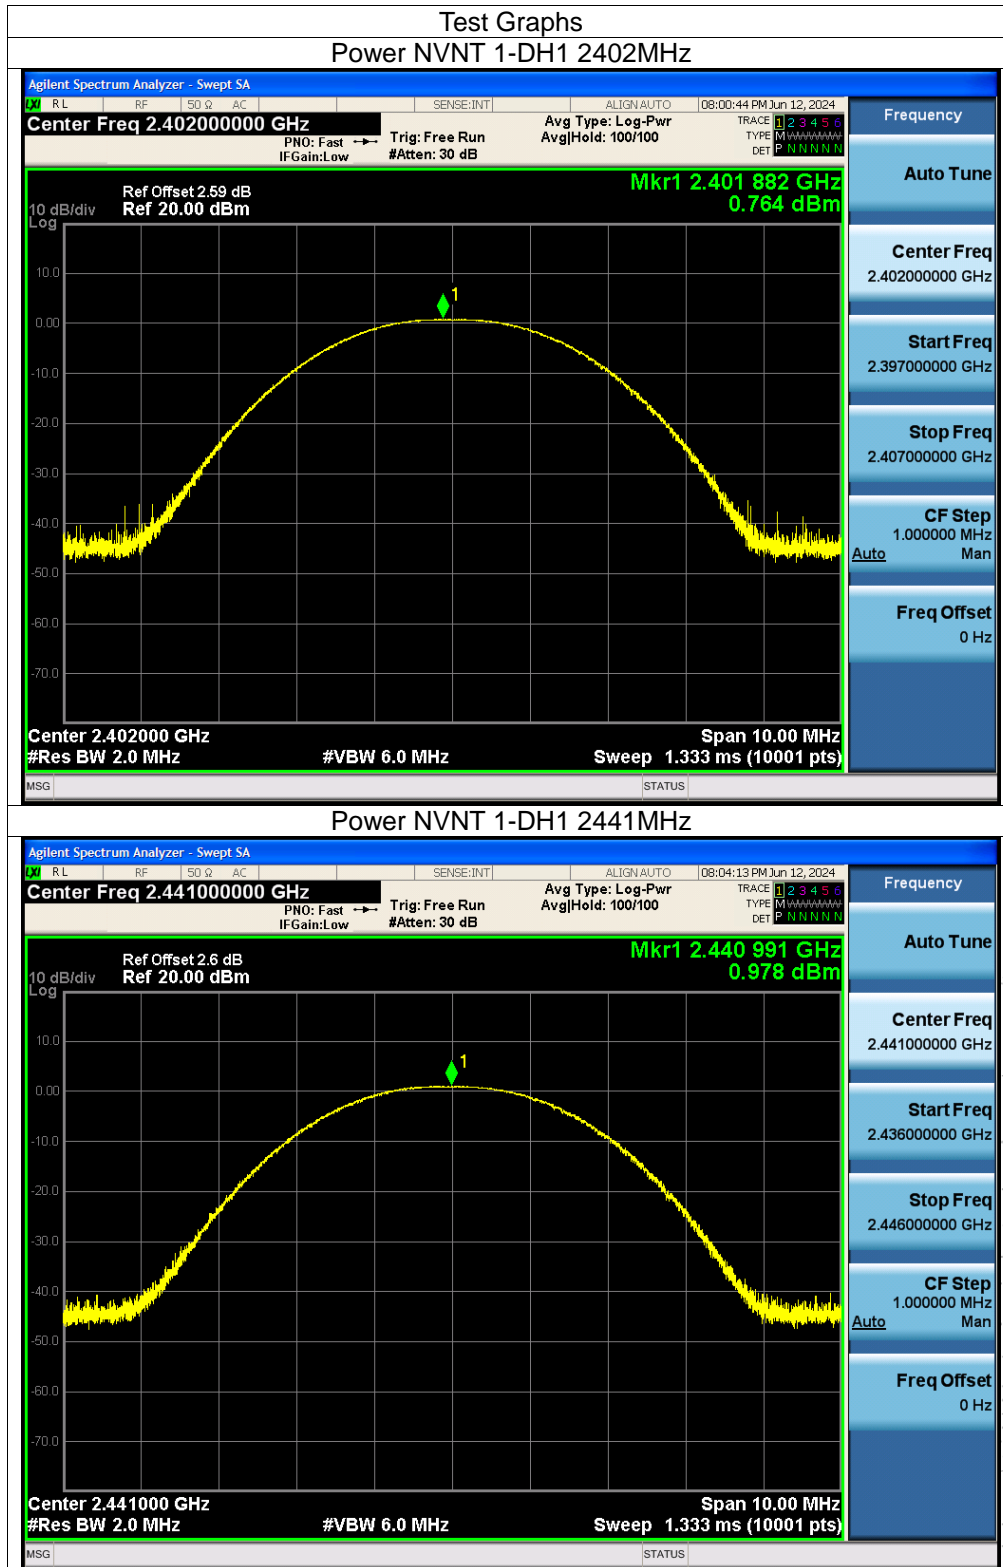 Test Graphs
Power NVNT 1-DH1 2402MHz
Agilent Spectrum Analyzer - Swept SA
LXI RL RF 50 Ω AC SENSE:INT ALIGNAUTO 08:00:44 PM Jun 12, 2024
Center Freq 2.402000000 GHz
PNO: Fast
IFGain:Low
Trig: Free Run
#Atten: 30 dB
Avg Type: Log-Pwr
Avg|Hold: 100/100
TRACE 1 2 3 4 5 6
TYPE M
DET P N N N N N
Frequency
Auto Tune
Center Freq
2.402000000 GHz
Start Freq
2.397000000 GHz
Stop Freq
2.407000000 GHz
CF Step
1.000000 MHz
Auto Man
Freq Offset
0 Hz
Mkr1 2.401 882 GHz
0.764 dBm
Ref Offset 2.59 dB
10 dB/div Ref 20.00 dBm
Log
10.0
0.00
-10.0
-20.0
-30.0
-40.0
-50.0
-60.0
-70.0
1
Center 2.402000 GHz Span 10.00 MHz
#Res BW 2.0 MHz #VBW 6.0 MHz Sweep 1.333 ms (10001 pts)
MSG STATUS
Power NVNT 1-DH1 2441MHz
Agilent Spectrum Analyzer - Swept SA
LXI RL RF 50 Ω AC SENSE:INT ALIGNAUTO 08:04:13 PM Jun 12, 2024
Center Freq 2.441000000 GHz
PNO: Fast
IFGain:Low
Trig: Free Run
#Atten: 30 dB
Avg Type: Log-Pwr
Avg|Hold: 100/100
TRACE 1 2 3 4 5 6
TYPE M
DET P N N N N N
Frequency
Auto Tune
Center Freq
2.441000000 GHz
Start Freq
2.436000000 GHz
Stop Freq
2.446000000 GHz
CF Step
1.000000 MHz
Auto Man
Freq Offset
0 Hz
Mkr1 2.440 991 GHz
0.978 dBm
Ref Offset 2.6 dB
10 dB/div Ref 20.00 dBm
Log
10.0
0.00
-10.0
-20.0
-30.0
-40.0
-50.0
-60.0
-70.0
1
Center 2.441000 GHz Span 10.00 MHz
#Res BW 2.0 MHz #VBW 6.0 MHz Sweep 1.333 ms (10001 pts)
MSG STATUS